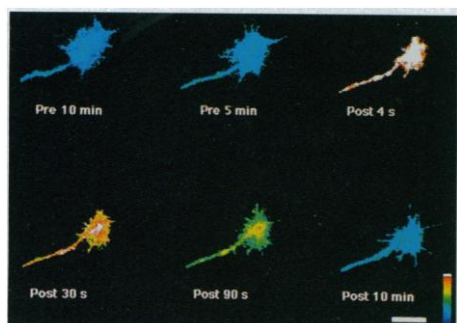 Pre 10 min
Pre 5 min
Post 4 s
Post 30 s
Post 90 s
Post 10 min